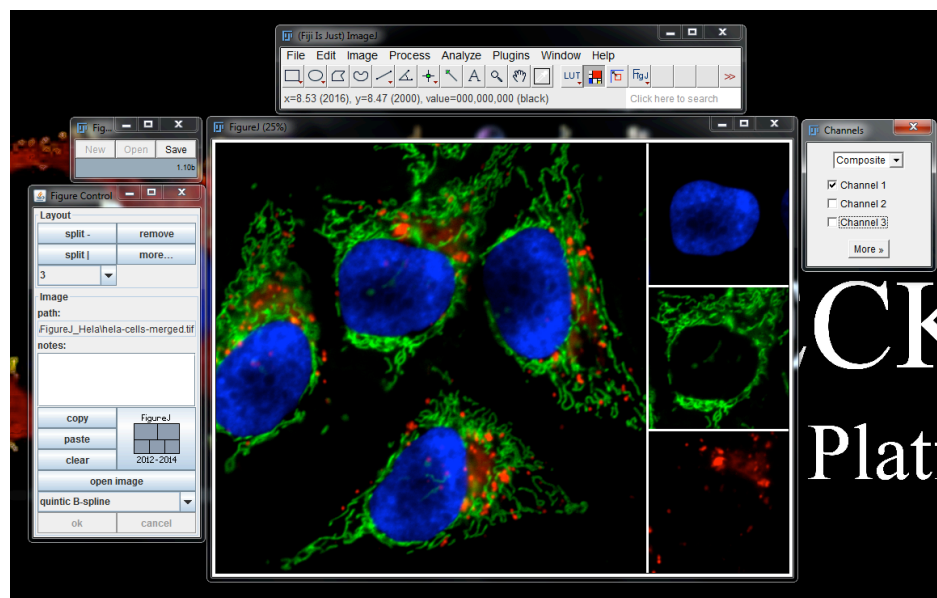 (Fiji Is Just) ImageJ
File Edit Image Process Analyze Plugins Window Help
A LUT FigJ >>
x=8.53 (2016), y=8.47 (2000), value=000,000,000 (black) Click here to search
Fig...
New Open Save
1.10b
FigureJ (25%)
Channels
Composite
Channel 1
Channel 2
Channel 3
More »
Figure Control
Layout
split - remove
split | more...
3
Image
path:
/FigureJ_Hela\hela-cells-merged.tif
notes:
copy
paste
clear
FigureJ
2012-2014
open image
quintic B-spline
ok cancel
CK
Plat